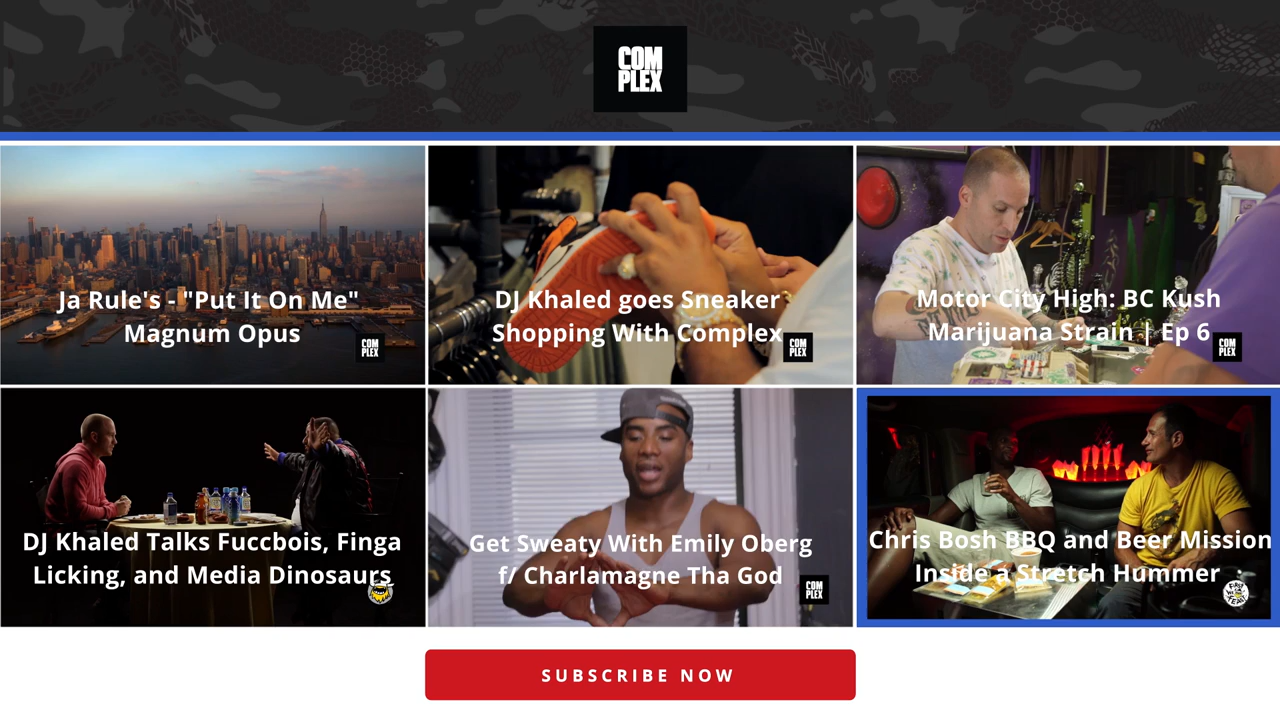 COM
PLEX
Ja Rule's - "Put It On Me"
Magnum Opus
COM
PLEX
DJ Khaled goes Sneaker
Shopping With Complex
COM
PLEX
Motor City High: BC Kush
Marijuana Strain | Ep 6
COM
PLEX
DJ Khaled Talks Fuccbois, Finga
Licking, and Media Dinosaurs
Get Sweaty With Emily Oberg
f/ Charlamagne Tha God
COM
PLEX
Chris Bosh BBQ and Beer Mission
Inside a Stretch Hummer
FIRST
WE
FEAST
SUBSCRIBE NOW